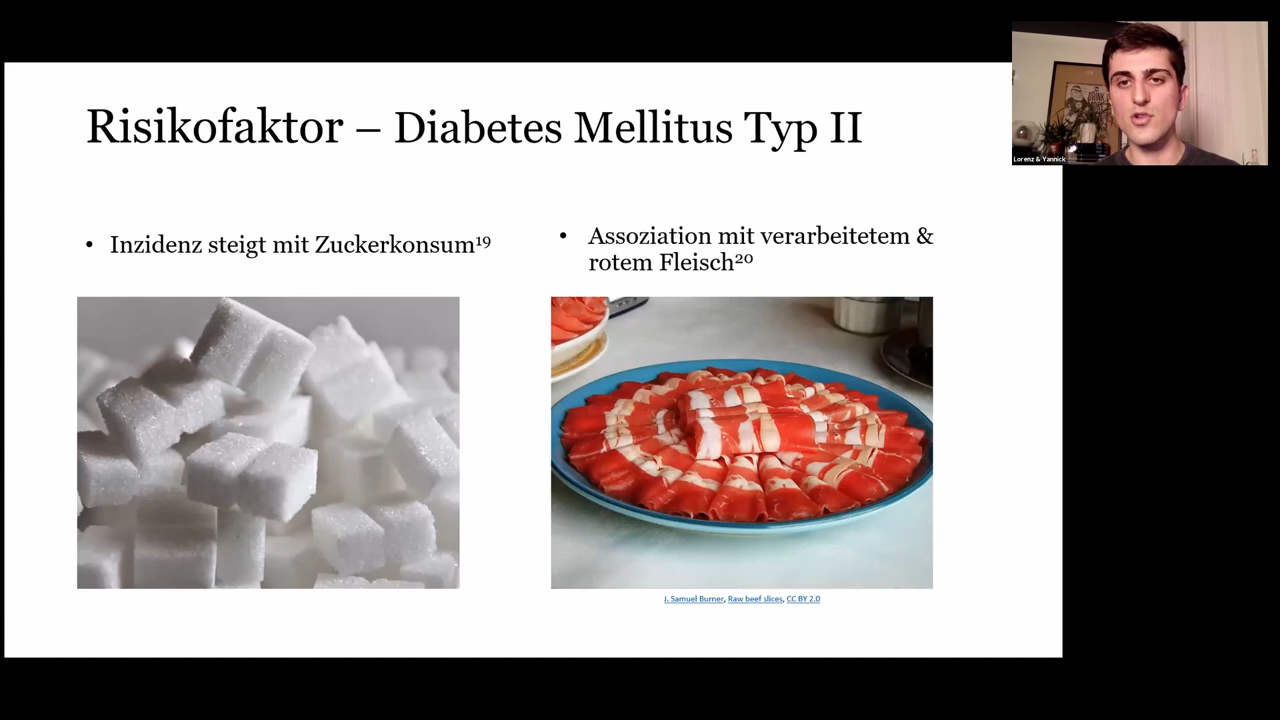 Risikofaktor – Diabetes Mellitus Typ II
• Inzidenz steigt mit Zuckerkonsum¹⁹
• Assoziation mit verarbeitetem &
rotem Fleisch²⁰
J. Samuel Burner, Raw beef slices, CC BY 2.0
Lorenz & Yannick